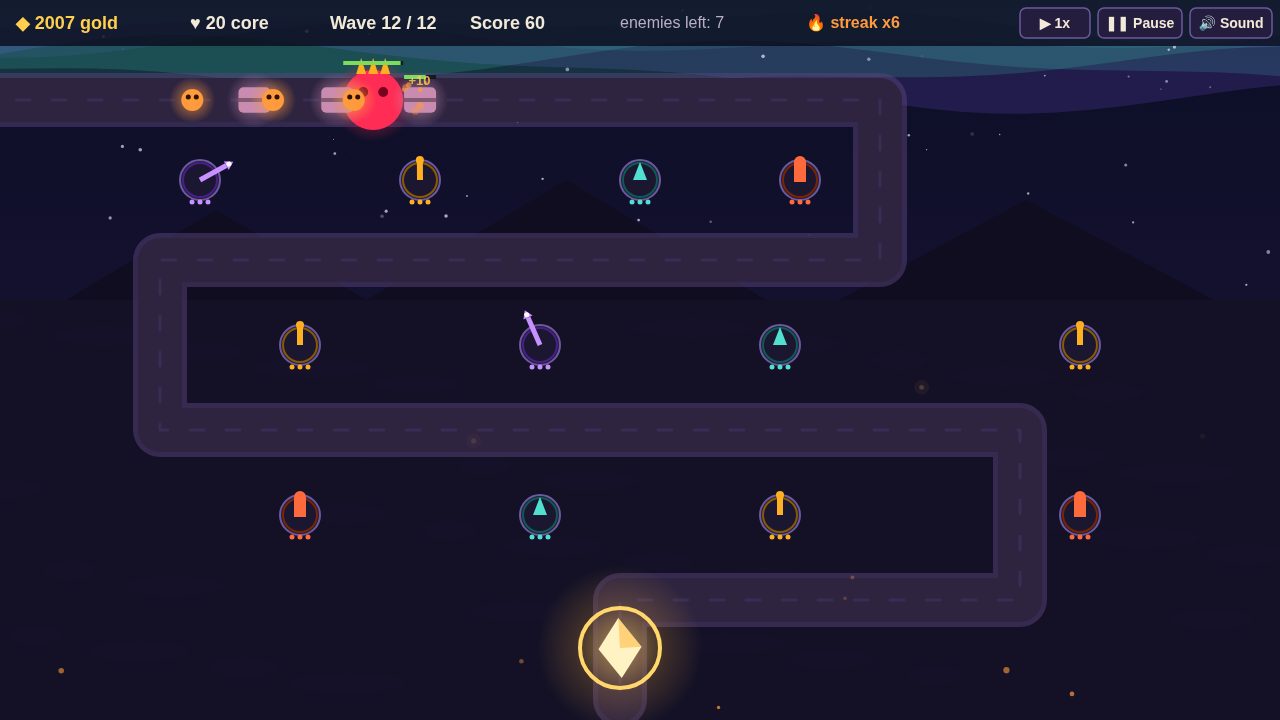 ◆ 2007 gold
♥ 20 core
Wave 12 / 12
Score 60
enemies left: 7
🔥 streak x6
▶ 1x
❚❚ Pause
🔊 Sound
+10